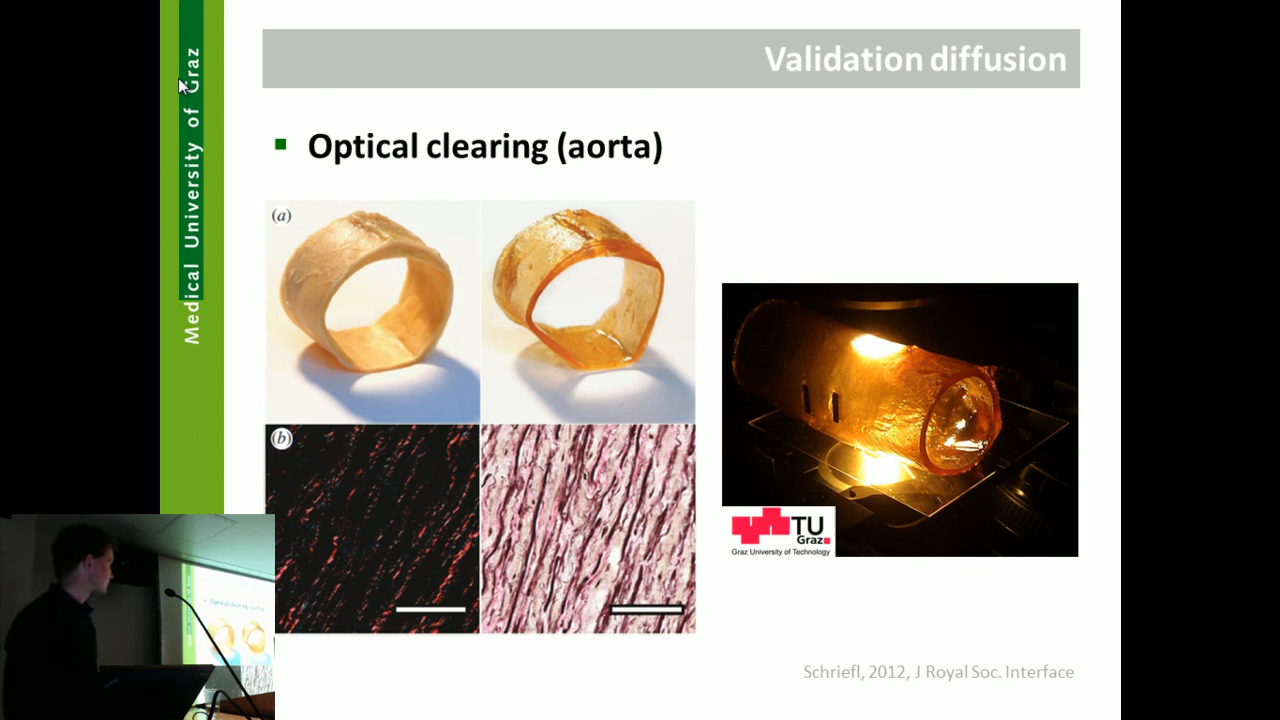 Validation diffusion
Medical University of Graz
Optical clearing (aorta)
(a)
(b)
TU
Graz
Graz University of Technology
Schriefl, 2012, J Royal Soc. Interface